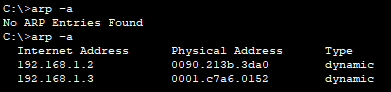 C:\>arp -a
No ARP Entries Found
C:\>arp -a
  Internet Address      Physical Address      Type
  192.168.1.2           0090.213b.3da0        dynamic
  192.168.1.3           0001.c7a6.0152        dynamic